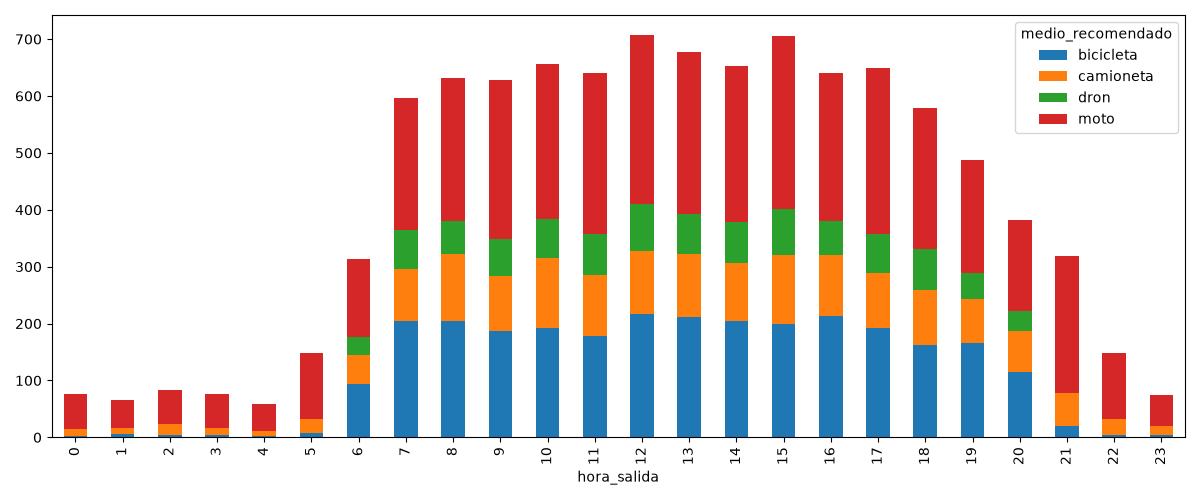 700
600
500
400
300
200
100
0
medio_recomendado
bicicleta
camioneta
dron
moto
0 1 2 3 4 5 6 7 8 9 10 11 12 13 14 15 16 17 18 19 20 21 22 23
hora_salida